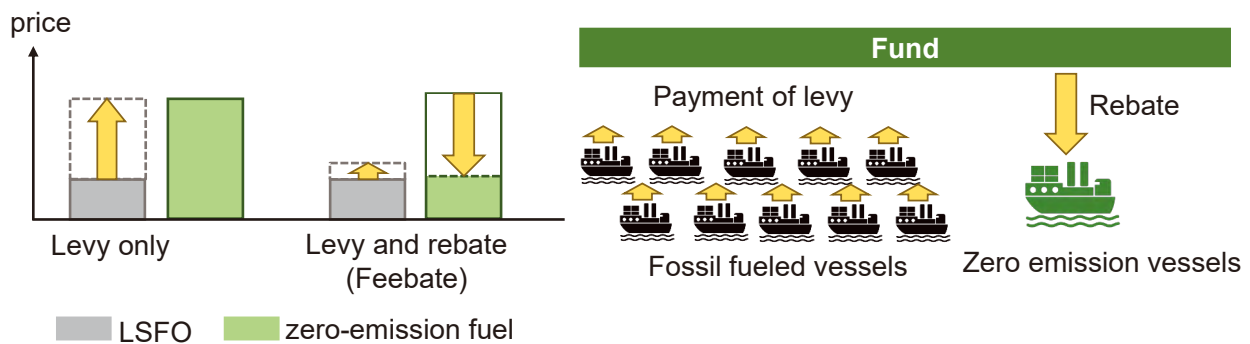 price
Levy only
Levy and rebate
(Feebate)
LSFO
zero-emission fuel
Fund
Payment of levy
Rebate
Fossil fueled vessels
Zero emission vessels